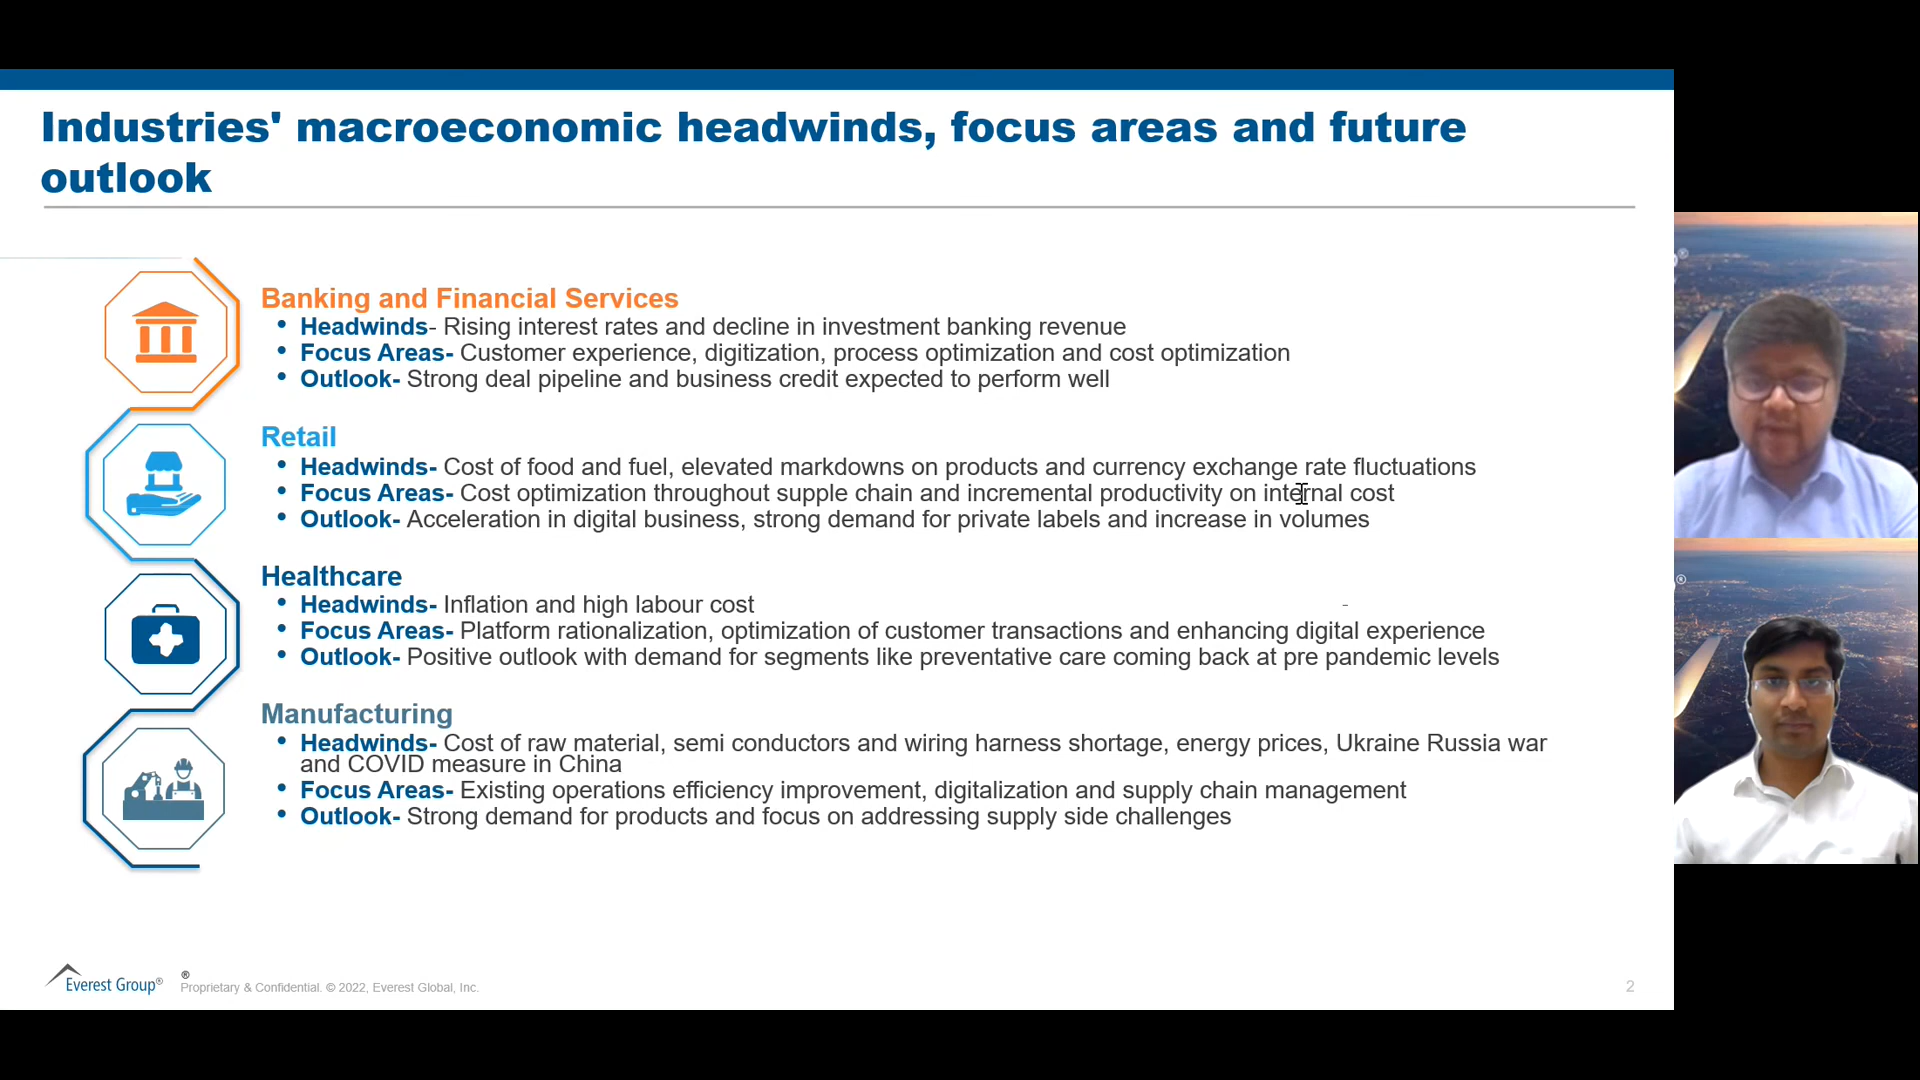 Industries' macroeconomic headwinds, focus areas and future
outlook
Banking and Financial Services
• Headwinds- Rising interest rates and decline in investment banking revenue
• Focus Areas- Customer experience, digitization, process optimization and cost optimization
• Outlook- Strong deal pipeline and business credit expected to perform well
Retail
• Headwinds- Cost of food and fuel, elevated markdowns on products and currency exchange rate fluctuations
• Focus Areas- Cost optimization throughout supple chain and incremental productivity on internal cost
• Outlook- Acceleration in digital business, strong demand for private labels and increase in volumes
Healthcare
• Headwinds- Inflation and high labour cost
• Focus Areas- Platform rationalization, optimization of customer transactions and enhancing digital experience
• Outlook- Positive outlook with demand for segments like preventative care coming back at pre pandemic levels
Manufacturing
• Headwinds- Cost of raw material, semi conductors and wiring harness shortage, energy prices, Ukraine Russia war
and COVID measure in China
• Focus Areas- Existing operations efficiency improvement, digitalization and supply chain management
• Outlook- Strong demand for products and focus on addressing supply side challenges
Everest Group®
®
Proprietary & Confidential. © 2022, Everest Global, Inc.
2